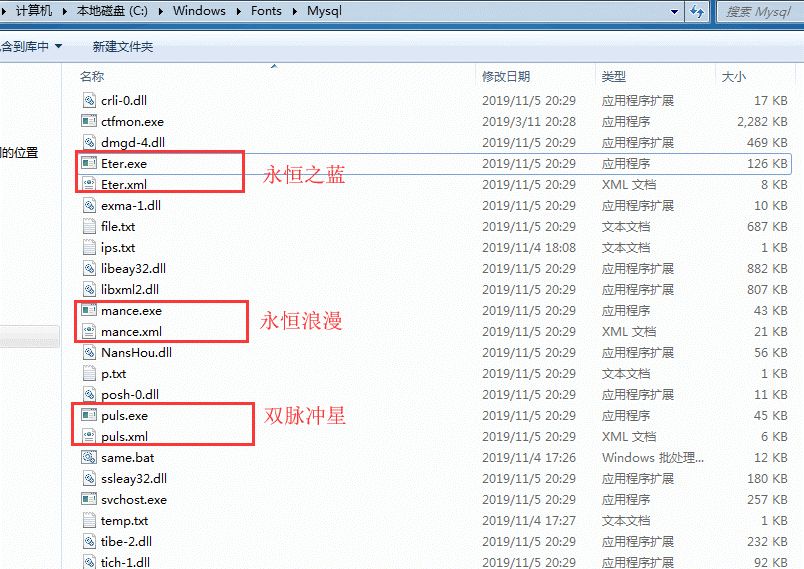 计算机 本地磁盘 (C:) Windows Fonts Mysql 搜索 Mysql
含到库中 新建文件夹
名称 修改日期 类型 大小
的位置
crli-0.dll 2019/11/5 20:29 应用程序扩展 17 KB
ctfmon.exe 2019/3/11 20:28 应用程序 2,282 KB
dmgd-4.dll 2019/11/5 20:29 应用程序扩展 469 KB
Eter.exe 2019/11/5 20:29 应用程序 126 KB
永恒之蓝
Eter.xml 2019/11/5 20:29 XML 文档 8 KB
exma-1.dll 2019/11/5 20:29 应用程序扩展 10 KB
file.txt 2019/11/5 20:29 文本文档 687 KB
ips.txt 2019/11/4 18:08 文本文档 1 KB
libeay32.dll 2019/11/5 20:29 应用程序扩展 882 KB
libxml2.dll 2019/11/5 20:29 应用程序扩展 807 KB
mance.exe 2019/11/5 20:29 应用程序 43 KB
永恒浪漫
mance.xml 2019/11/5 20:29 XML 文档 21 KB
NansHou.dll 2019/11/5 20:29 应用程序扩展 56 KB
p.txt 2019/11/5 20:29 文本文档 1 KB
posh-0.dll 2019/11/5 20:29 应用程序扩展 11 KB
puls.exe 2019/11/5 20:29 应用程序 45 KB
双脉冲星
puls.xml 2019/11/5 20:29 XML 文档 6 KB
same.bat 2019/11/4 17:26 Windows 批处理... 12 KB
ssleay32.dll 2019/11/5 20:29 应用程序扩展 180 KB
svchost.exe 2019/11/5 20:29 应用程序 257 KB
temp.txt 2019/11/4 17:27 文本文档 1 KB
tibe-2.dll 2019/11/5 20:29 应用程序扩展 232 KB
tich-1.dll 2019/11/5 20:29 应用程序扩展 92 KB